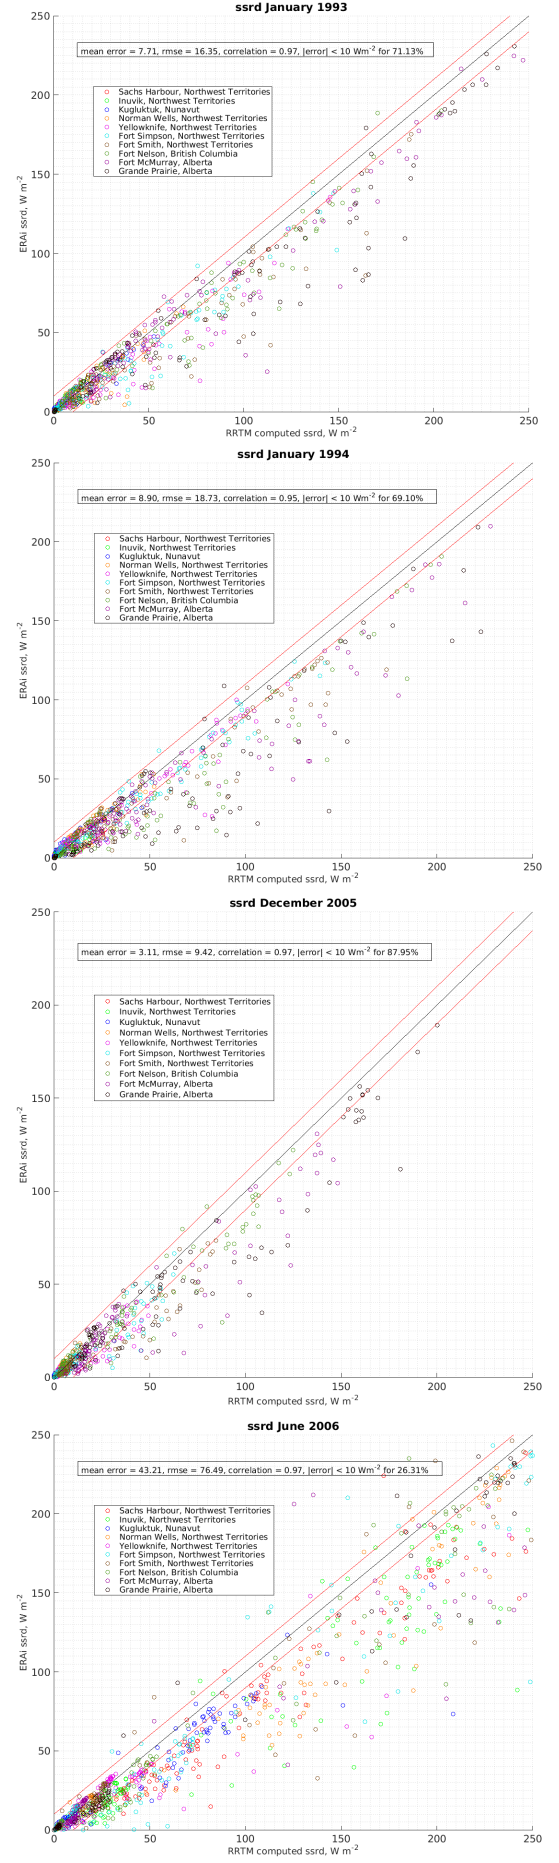 ssrd January 1993
250
mean error = 7.71, rmse = 16.35, correlation = 0.97, |error| < 10 Wm-2 for 71.13%
200
Sachs Harbour, Northwest Territories
Inuvik, Northwest Territories
Kugluktuk, Nunavut
Norman Wells, Northwest Territories
Yellowknife, Northwest Territories
Fort Simpson, Northwest Territories
Fort Smith, Northwest Territories
Fort Nelson, British Columbia
Fort McMurray, Alberta
Grande Prairie, Alberta
150
ERAi ssrd, W m-2
100
50
0
0 50 100 150 200 250
RRTM computed ssrd, W m-2
ssrd January 1994
250
mean error = 8.90, rmse = 18.73, correlation = 0.95, |error| < 10 Wm-2 for 69.10%
200
Sachs Harbour, Northwest Territories
Inuvik, Northwest Territories
Kugluktuk, Nunavut
Norman Wells, Northwest Territories
Yellowknife, Northwest Territories
Fort Simpson, Northwest Territories
Fort Smith, Northwest Territories
Fort Nelson, British Columbia
Fort McMurray, Alberta
Grande Prairie, Alberta
150
ERAi ssrd, W m-2
100
50
0
0 50 100 150 200 250
RRTM computed ssrd, W m-2
ssrd December 2005
250
mean error = 3.11, rmse = 9.42, correlation = 0.97, |error| < 10 Wm-2 for 87.95%
200
Sachs Harbour, Northwest Territories
Inuvik, Northwest Territories
Kugluktuk, Nunavut
Norman Wells, Northwest Territories
Yellowknife, Northwest Territories
Fort Simpson, Northwest Territories
Fort Smith, Northwest Territories
Fort Nelson, British Columbia
Fort McMurray, Alberta
Grande Prairie, Alberta
150
ERAi ssrd, W m-2
100
50
0
0 50 100 150 200 250
RRTM computed ssrd, W m-2
ssrd June 2006
250
mean error = 43.21, rmse = 76.49, correlation = 0.97, |error| < 10 Wm-2 for 26.31%
200
Sachs Harbour, Northwest Territories
Inuvik, Northwest Territories
Kugluktuk, Nunavut
Norman Wells, Northwest Territories
Yellowknife, Northwest Territories
Fort Simpson, Northwest Territories
Fort Smith, Northwest Territories
Fort Nelson, British Columbia
Fort McMurray, Alberta
Grande Prairie, Alberta
150
ERAi ssrd, W m-2
100
50
0
0 50 100 150 200 250
RRTM computed ssrd, W m-2